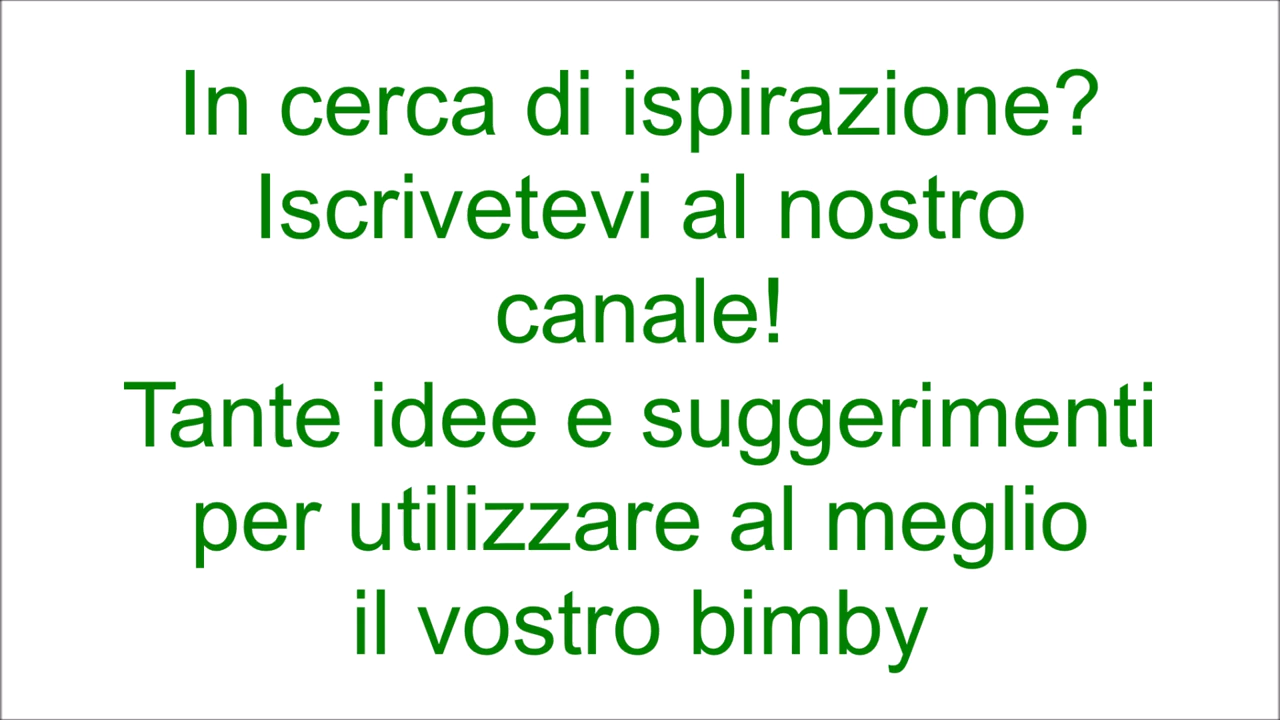 In cerca di ispirazione?
Iscrivetevi al nostro
canale!
Tante idee e suggerimenti
per utilizzare al meglio
il vostro bimby